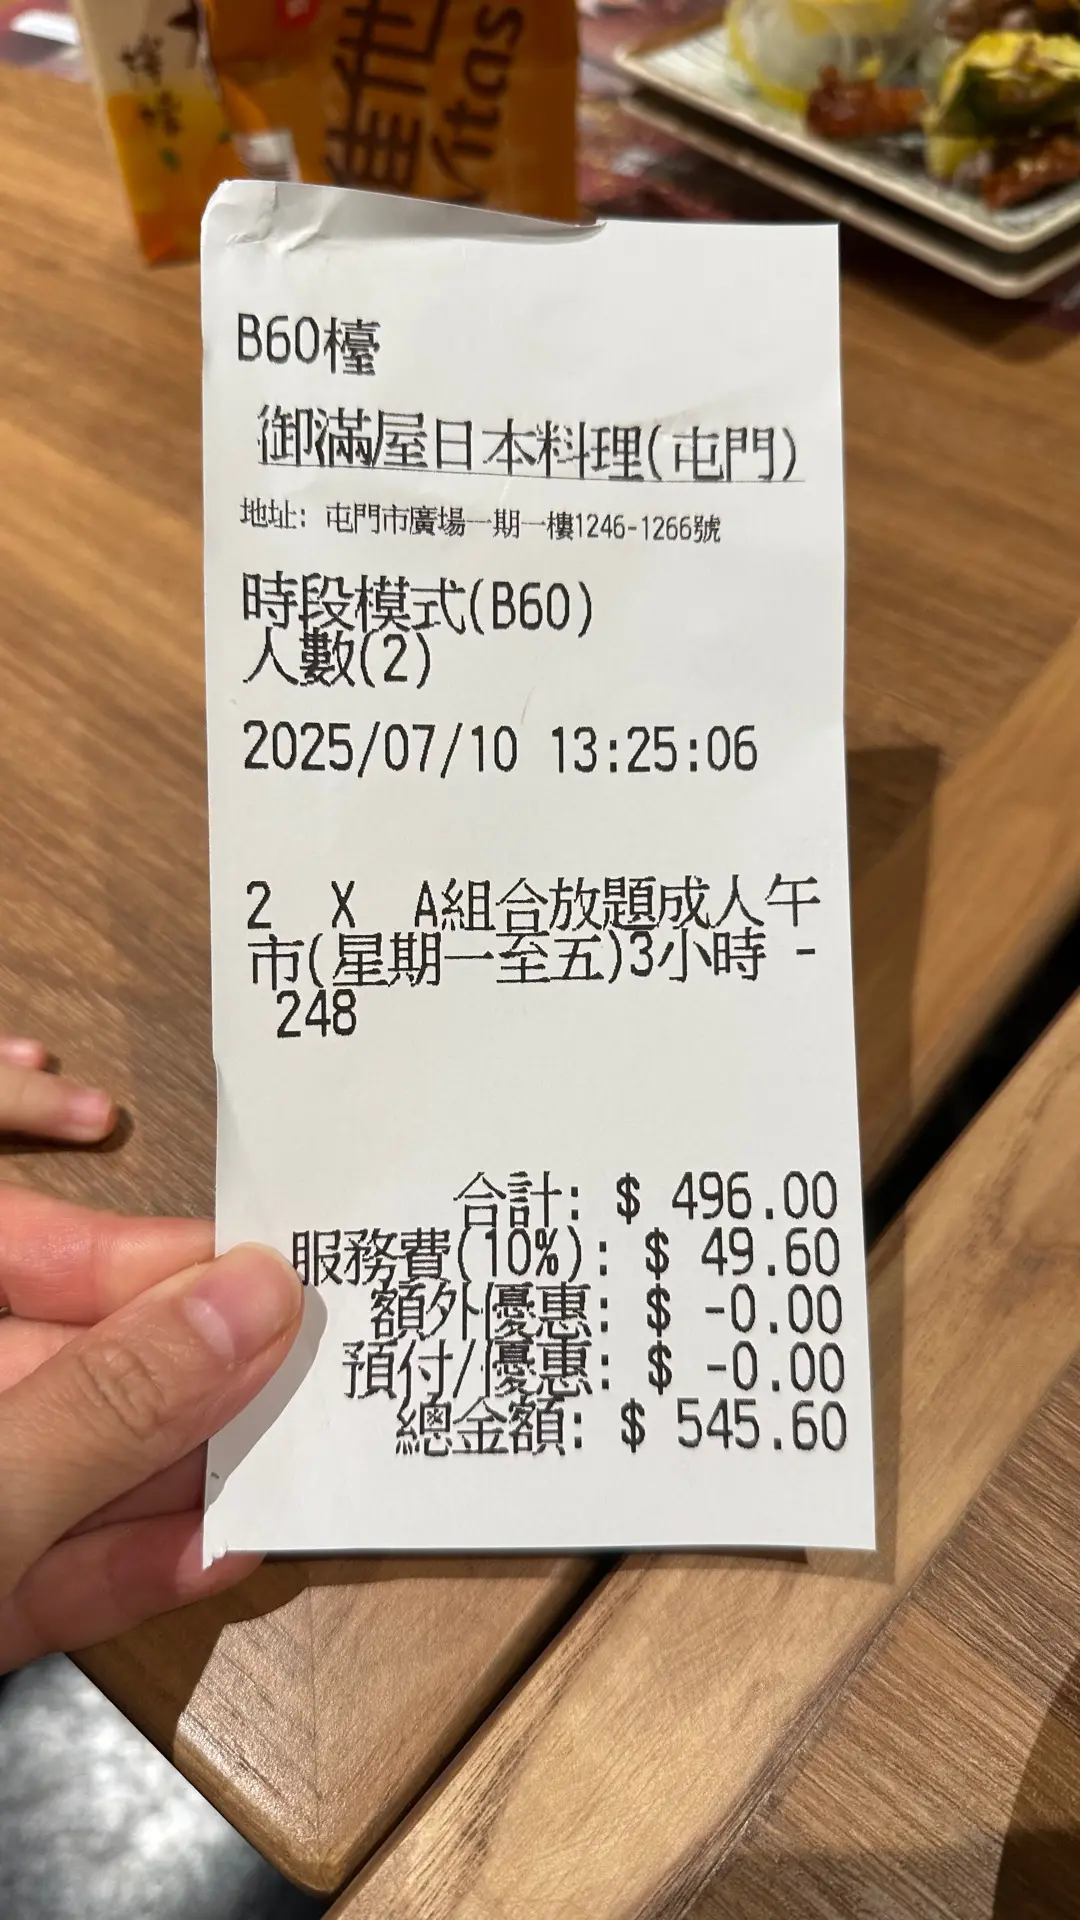 維他
Vitas
B60檯
御滿屋日本料理(屯門)
地址: 屯門市廣場一期一樓1246-1266號
時段模式(B60)
人數(2)
2025/07/10 13:25:06
2 X A組合放題成人午
市(星期一至五)3小時 -
248
合計: $ 496.00
服務費(10%): $ 49.60
額外優惠: $ -0.00
預付/優惠: $ -0.00
總金額: $ 545.60